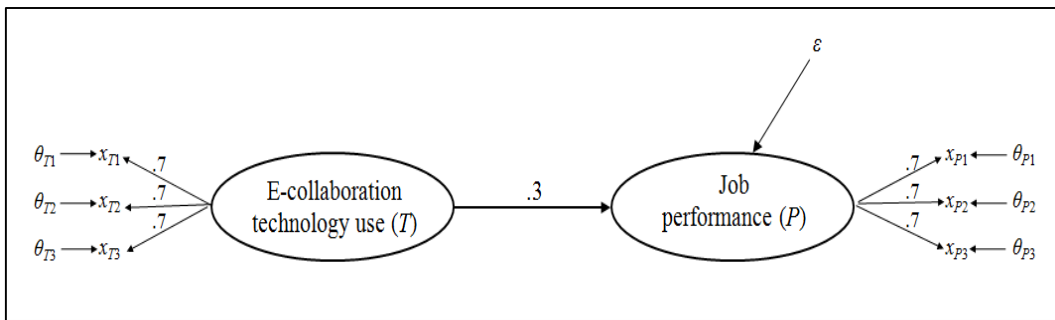 ε
θT1 xT1 .7
E-collaboration
technology use (T)
.3
Job
performance (P)
.7 xP1 θP1
θT2 xT2 .7
.7 xP2 θP2
θT3 xT3 .7
.7 xP3 θP3